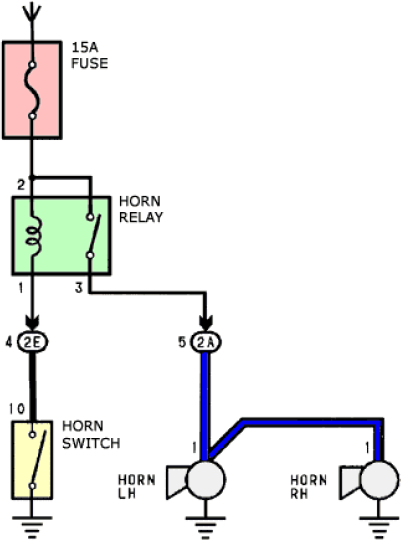 15A
FUSE
2
HORN
RELAY
1
3
4
2E
5
2A
10
HORN
SWITCH
1
HORN
LH
1
HORN
RH